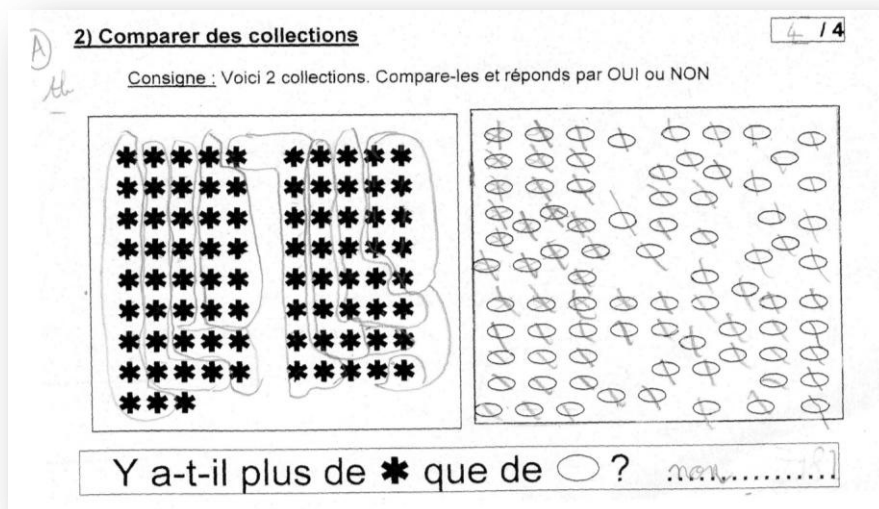 2) Comparer des collections
4 / 4
A
tb
Consigne : Voici 2 collections. Compare-les et réponds par OUI ou NON
Y a-t-il plus de ✱ que de ⬭ ? non..............